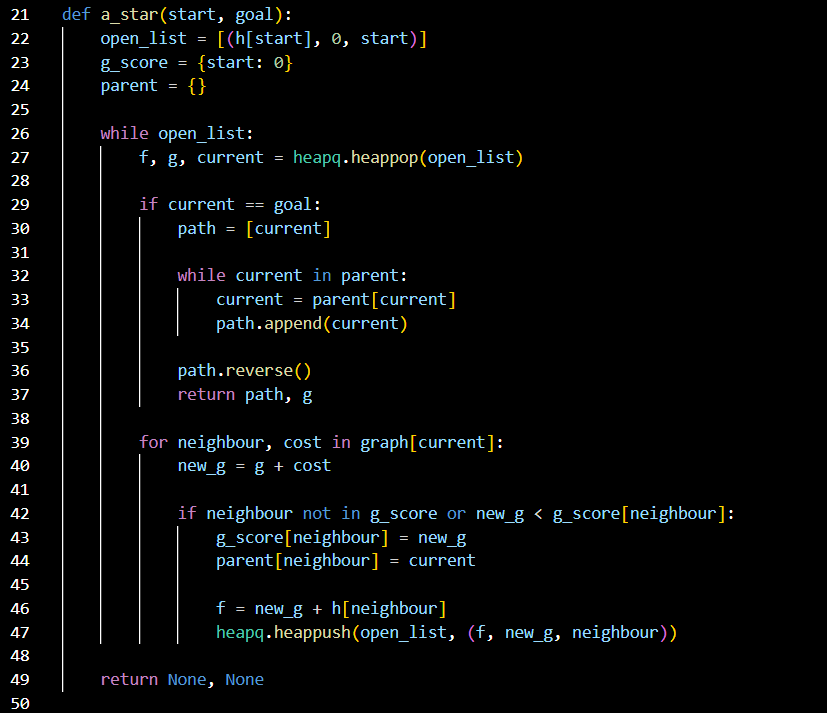 21 def a_star(start, goal):
22     open_list = [(h[start], 0, start)]
23     g_score = {start: 0}
24     parent = {}
25
26     while open_list:
27         f, g, current = heapq.heappop(open_list)
28
29         if current == goal:
30             path = [current]
31
32             while current in parent:
33                 current = parent[current]
34                 path.append(current)
35
36             path.reverse()
37             return path, g
38
39         for neighbour, cost in graph[current]:
40             new_g = g + cost
41
42             if neighbour not in g_score or new_g < g_score[neighbour]:
43                 g_score[neighbour] = new_g
44                 parent[neighbour] = current
45
46                 f = new_g + h[neighbour]
47                 heapq.heappush(open_list, (f, new_g, neighbour))
48
49     return None, None
50